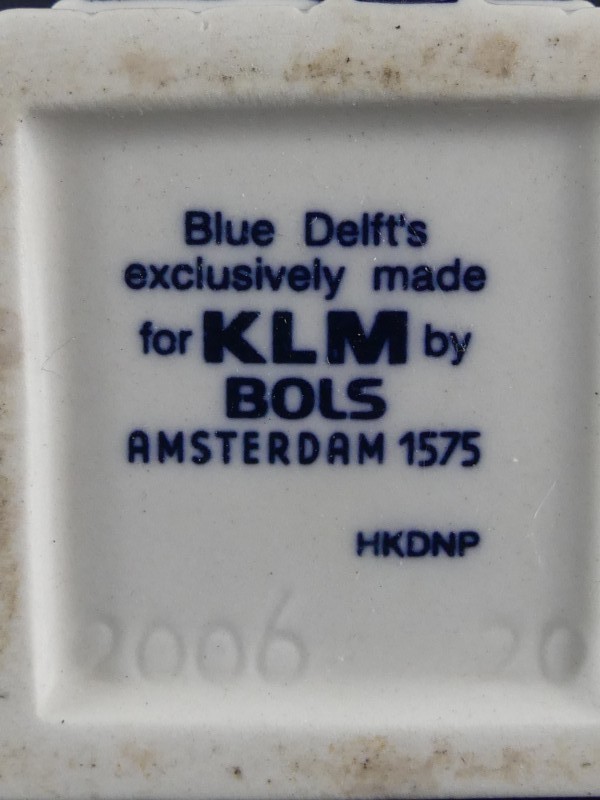 Blue Delft's
exclusively made
for KLM by
BOLS
AMSTERDAM 1575
HKDNP
2006 20